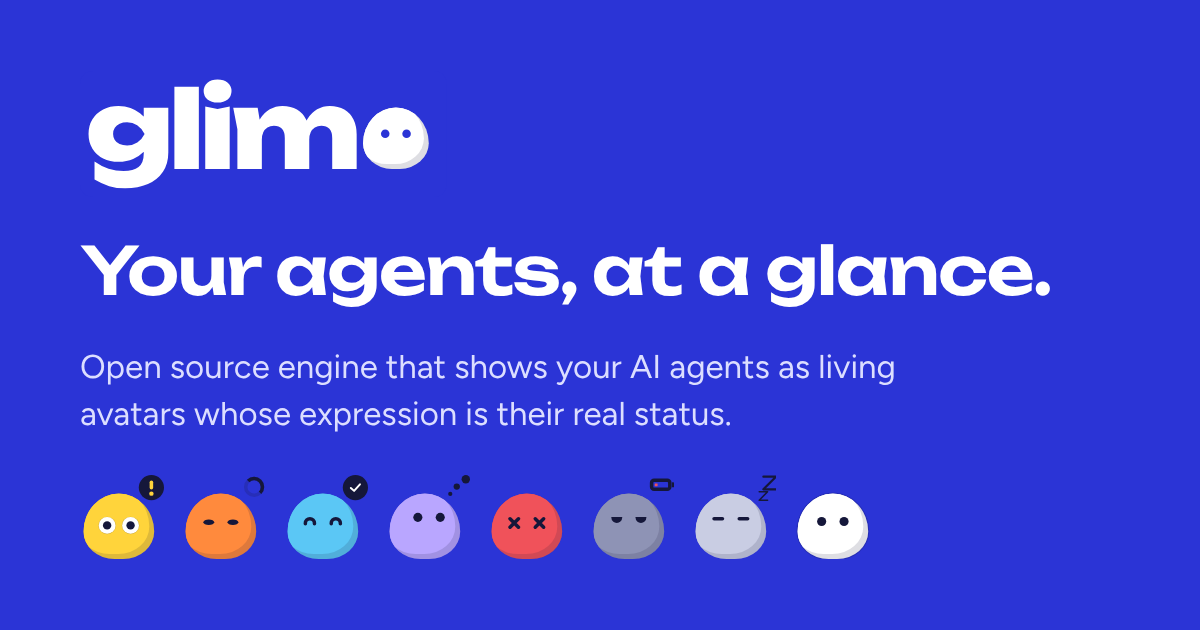 glimo
Your agents, at a glance.
Open source engine that shows your AI agents as living
avatars whose expression is their real status.
! z z